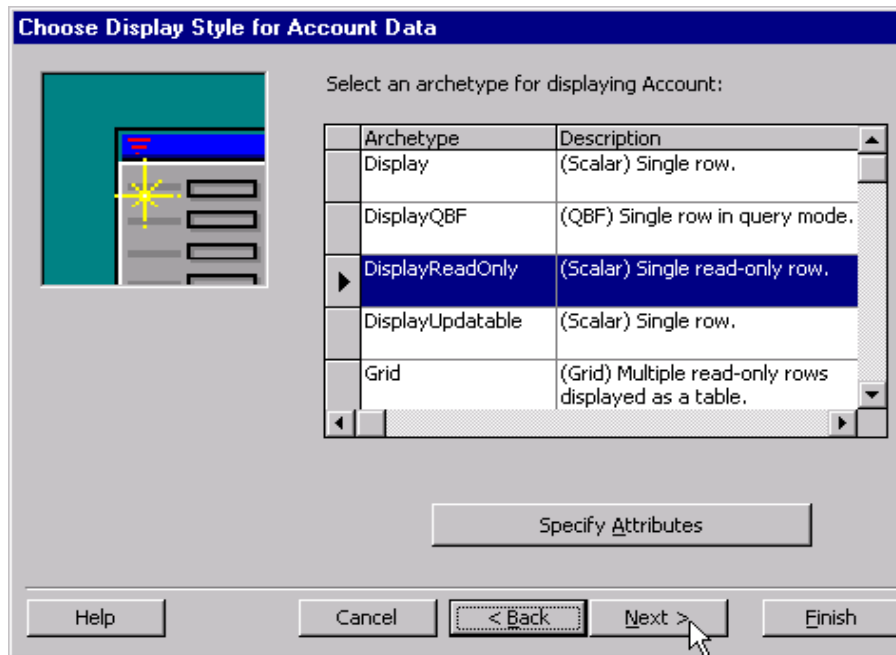 Choose Display Style for Account Data
Select an archetype for displaying Account:
Archetype Description
Display (Scalar) Single row.
DisplayQBF (QBF) Single row in query mode.
DisplayReadOnly (Scalar) Single read-only row.
DisplayUpdatable (Scalar) Single row.
Grid (Grid) Multiple read-only rows
displayed as a table.
Specify Attributes
Help Cancel < Back Next > Finish